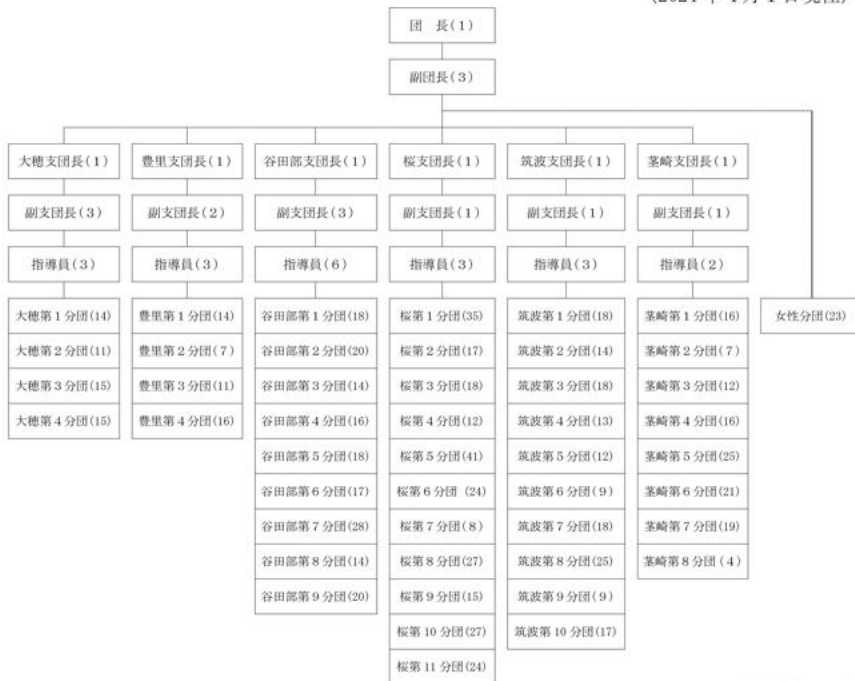 団 長(1)
副団長(3)
大穂支団長(1) 豊里支団長(1) 谷田部支団長(1) 桜支団長(1) 筑波支団長(1) 茎崎支団長(1)
副支団長(3) 副支団長(2) 副支団長(3) 副支団長(1) 副支団長(1) 副支団長(1)
指導員(3) 指導員(3) 指導員(6) 指導員(3) 指導員(3) 指導員(2)
大穂第1分団(14) 豊里第1分団(14) 谷田部第1分団(18) 桜第1分団(35) 筑波第1分団(18) 茎崎第1分団(16) 女性分団(23)
大穂第2分団(11) 豊里第2分団(7) 谷田部第2分団(20) 桜第2分団(17) 筑波第2分団(14) 茎崎第2分団(7)
大穂第3分団(15) 豊里第3分団(11) 谷田部第3分団(14) 桜第3分団(18) 筑波第3分団(18) 茎崎第3分団(12)
大穂第4分団(15) 豊里第4分団(16) 谷田部第4分団(16) 桜第4分団(12) 筑波第4分団(13) 茎崎第4分団(16)
谷田部第5分団(18) 桜第5分団(41) 筑波第5分団(12) 茎崎第5分団(25)
谷田部第6分団(17) 桜第6分団 (24) 筑波第6分団(9) 茎崎第6分団(21)
谷田部第7分団(28) 桜第7分団(8) 筑波第7分団(18) 茎崎第7分団(19)
谷田部第8分団(14) 桜第8分団(27) 筑波第8分団(25) 茎崎第8分団(4)
谷田部第9分団(20) 桜第9分団(15) 筑波第9分団(9)
桜第10分団(27) 筑波第10分団(17)
桜第11分団(24)